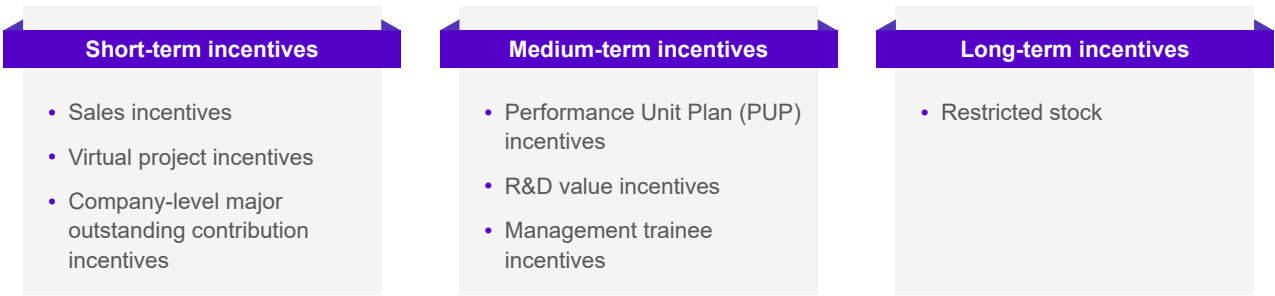 Short-term incentives
• Sales incentives
• Virtual project incentives
• Company-level major
outstanding contribution
incentives
Medium-term incentives
• Performance Unit Plan (PUP)
incentives
• R&D value incentives
• Management trainee
incentives
Long-term incentives
• Restricted stock